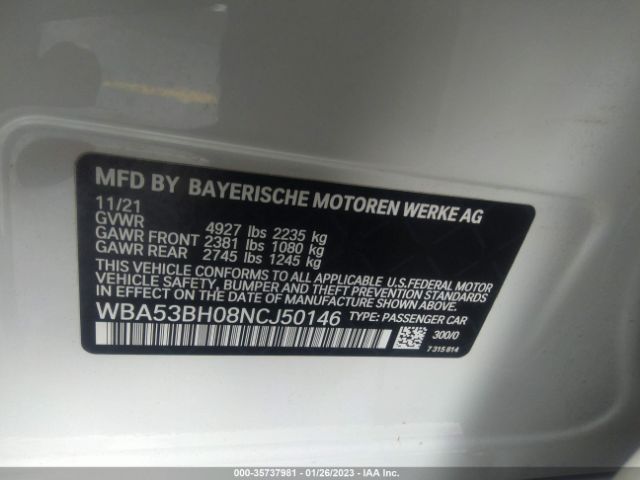 MFD BY BAYERISCHE MOTOREN WERKE AG
11/21
GVWR 4927 lbs 2235 kg
GAWR FRONT 2381 lbs 1080 kg
GAWR REAR 2745 lbs 1245 kg
THIS VEHICLE CONFORMS TO ALL APPLICABLE U.S.FEDERAL MOTOR
VEHICLE SAFETY, BUMPER AND THEFT PREVENTION STANDARDS
IN EFFECT ON THE DATE OF MANUFACTURE SHOWN ABOVE.
WBA53BH08NCJ50146 TYPE: PASSENGER CAR
300/0
7 315 814
000-35737981 - 01/26/2023 - IAA Inc.